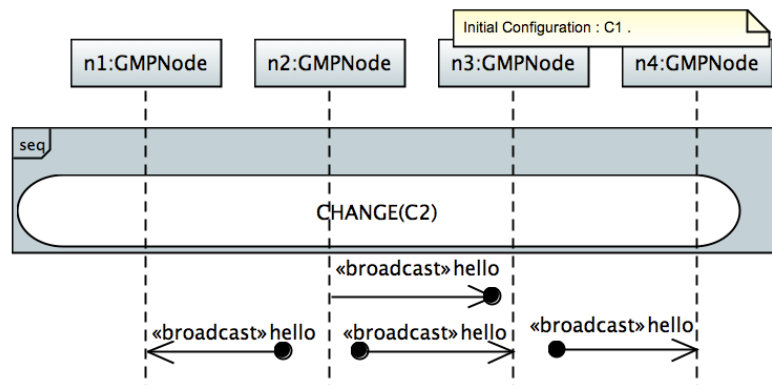 Initial Configuration : C1 .
n1:GMPNode
n2:GMPNode
n3:GMPNode
n4:GMPNode
seq
CHANGE(C2)
«broadcast»hello
«broadcast»hello
«broadcast»hello
«broadcast»hello